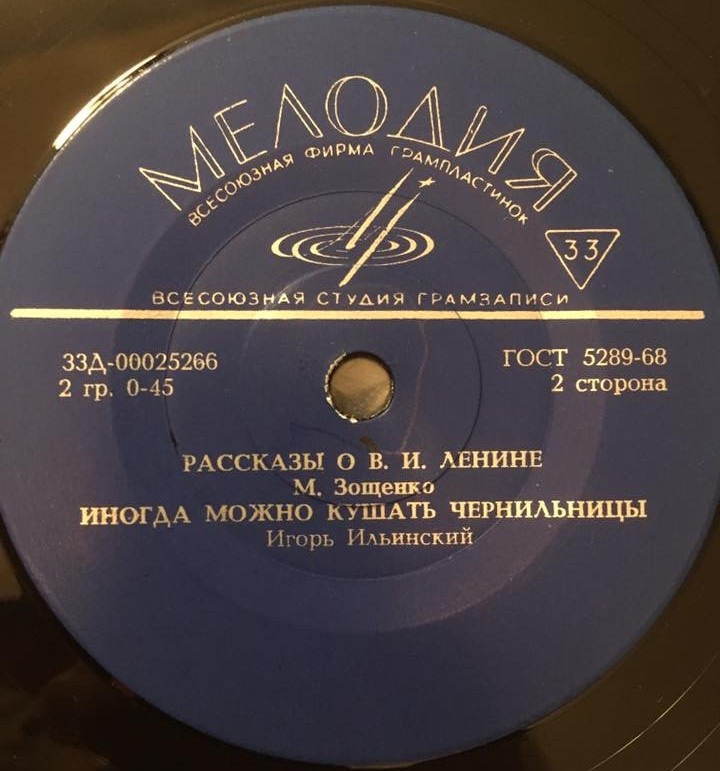 МЕЛОДИЯ
ВСЕСОЮЗНАЯ ФИРМА ГРАМПЛАСТИНОК
33
ВСЕСОЮЗНАЯ СТУДИЯ ГРАМЗАПИСИ
33Д-00025266
ГОСТ 5289-68
2 гр. 0-45
2 сторона
РАССКАЗЫ О В. И. ЛЕНИНЕ
М. Зощенко
ИНОГДА МОЖНО КУШАТЬ ЧЕРНИЛЬНИЦЫ
Игорь Ильинский